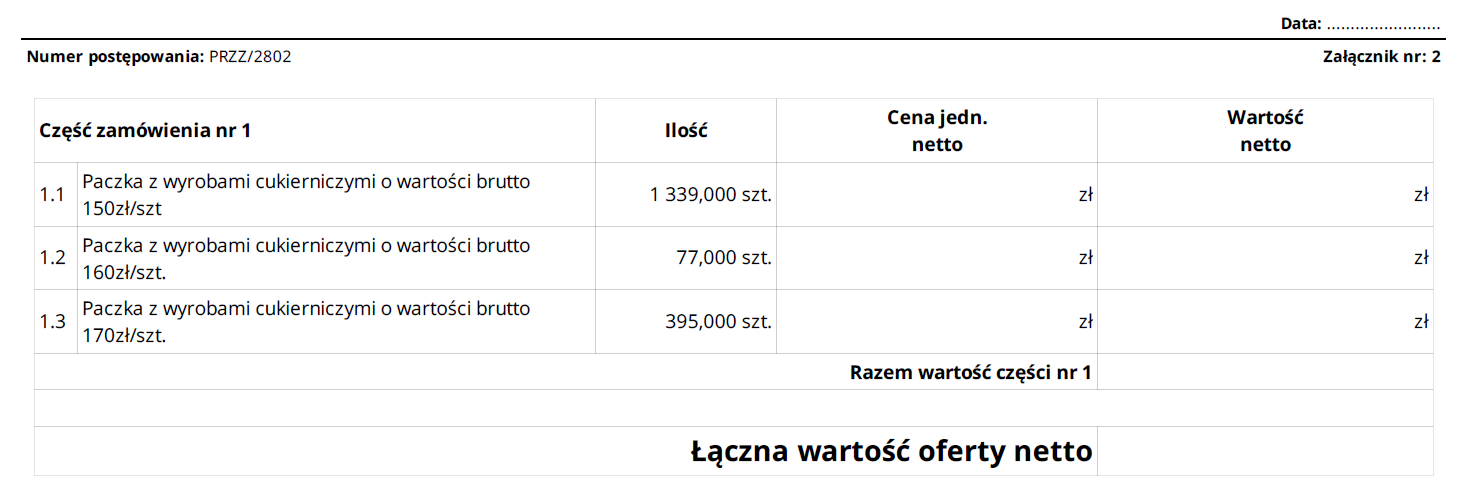 Data: ........................
Numer postępowania: PRZZ/2802
Załącznik nr: 2
Część zamówienia nr 1
Ilość
Cena jedn.
netto
Wartość
netto
1.1
Paczka z wyrobami cukierniczymi o wartości brutto
150zł/szt
1 339,000 szt.
zł
zł
1.2
Paczka z wyrobami cukierniczymi o wartości brutto
160zł/szt.
77,000 szt.
zł
zł
1.3
Paczka z wyrobami cukierniczymi o wartości brutto
170zł/szt.
395,000 szt.
zł
zł
Razem wartość części nr 1
Łączna wartość oferty netto